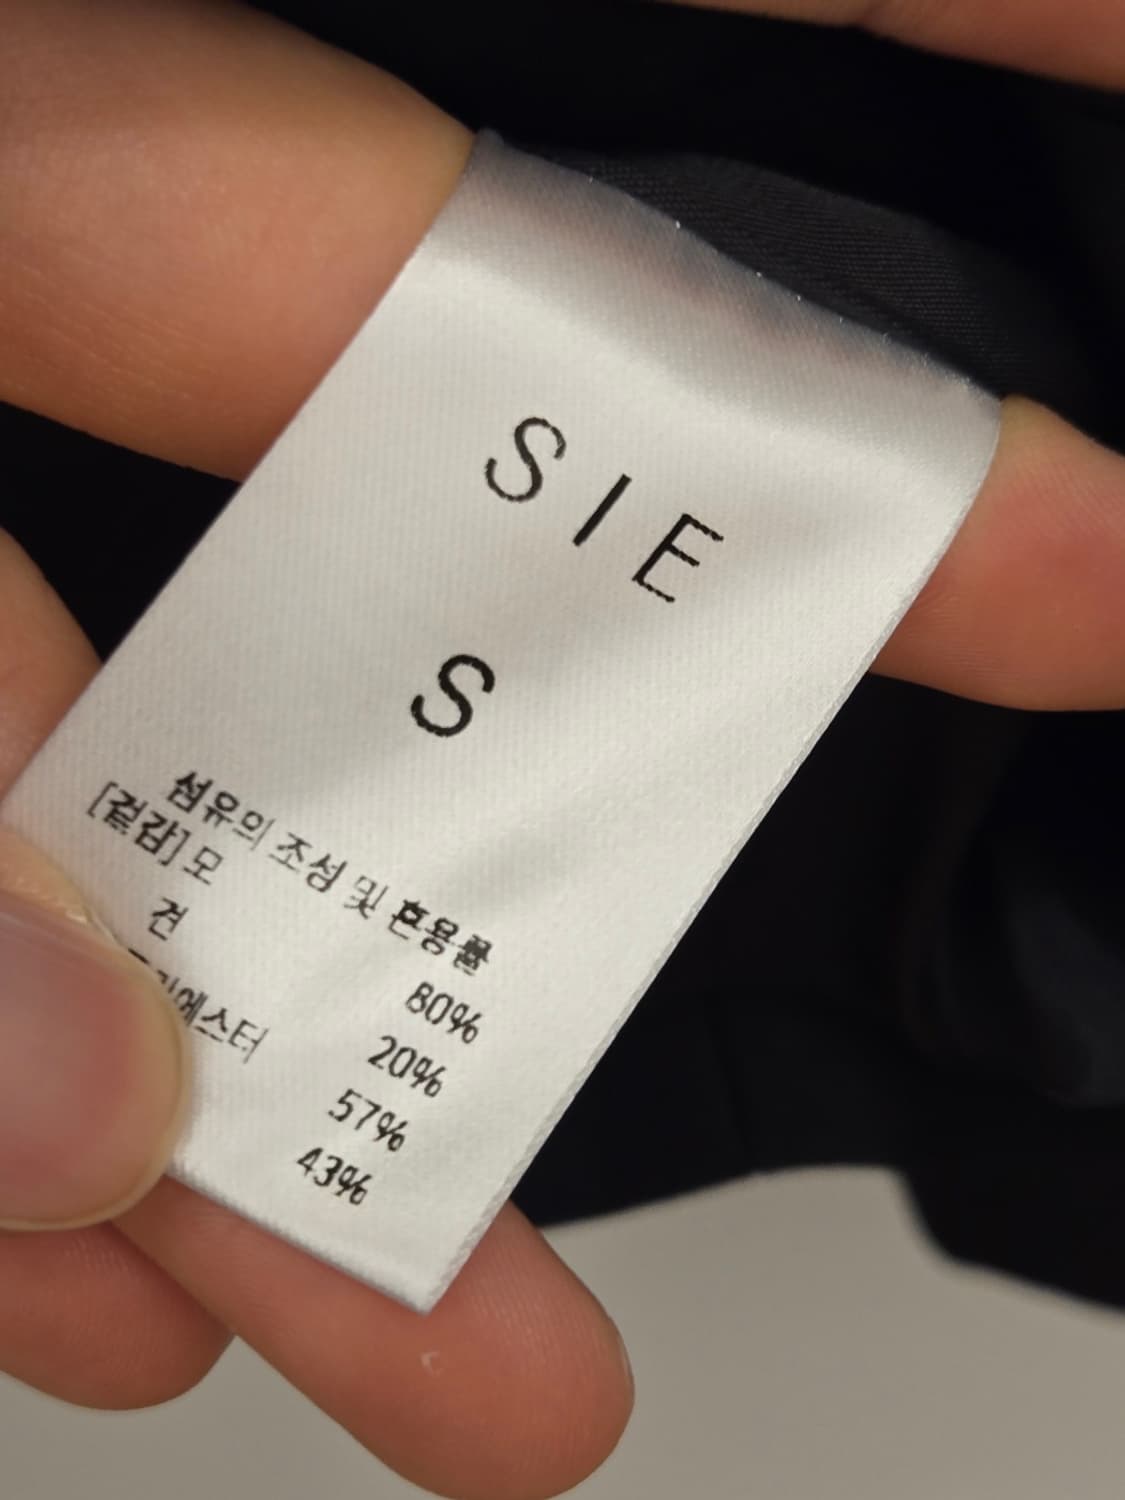 SIE
S
섬유의 조성 및 혼용률
[겉감] 모 80%
견 20%
57%
43%